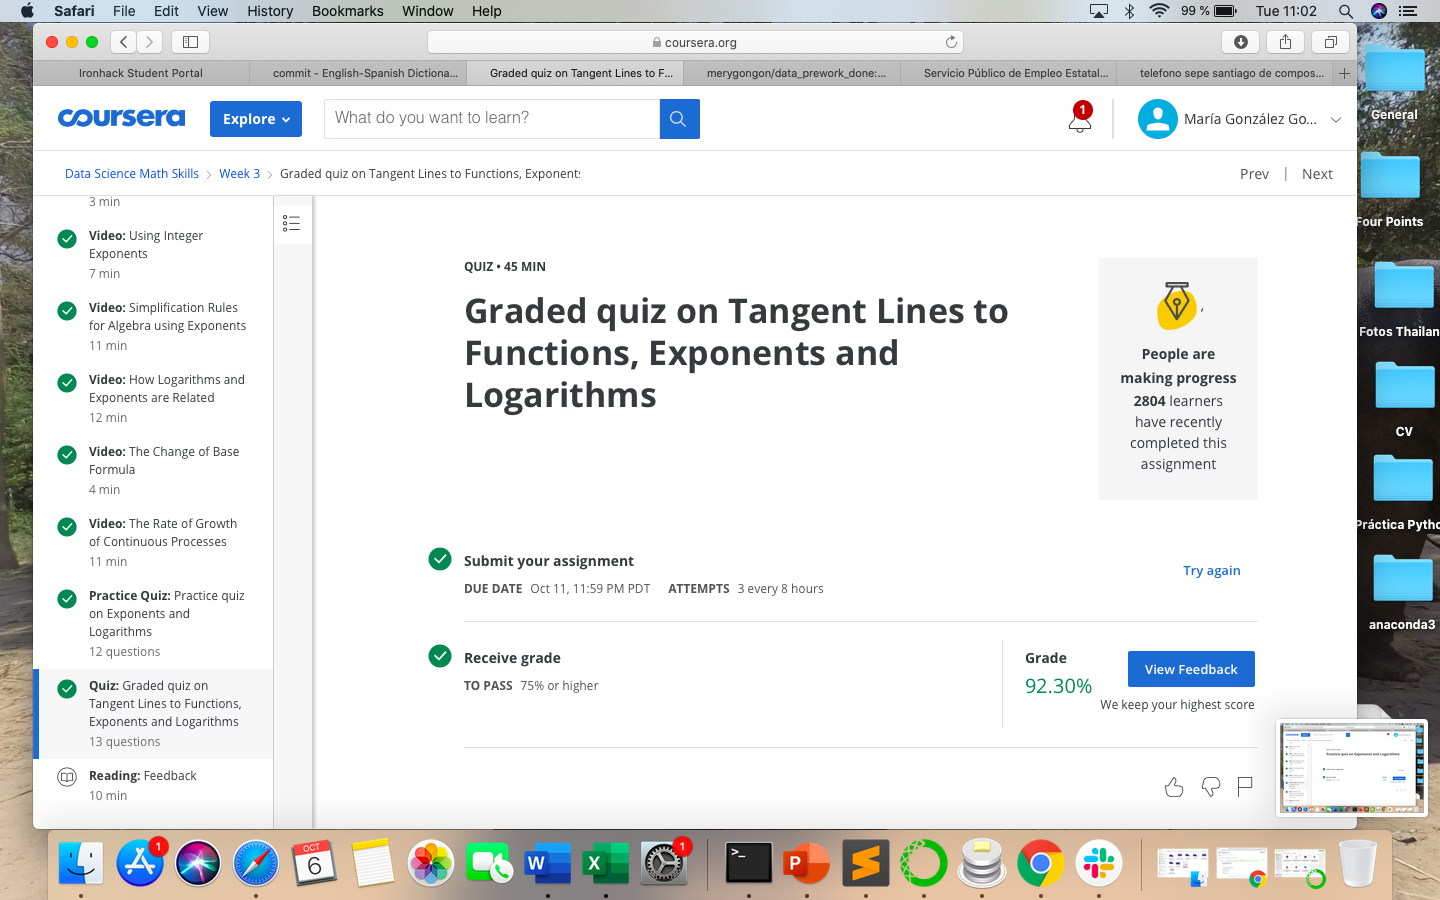 Safari File Edit View History Bookmarks Window Help 99 % Tue 11:02
coursera.org
Ironhack Student Portal
commit - English-Spanish Dictiona...
Graded quiz on Tangent Lines to F...
merygongon/data_prework_done:...
Servicio Público de Empleo Estatal...
telefono sepe santiago de compos...
coursera
Explore
What do you want to learn?
1
María González Go...
Data Science Math Skills
Week 3
Graded quiz on Tangent Lines to Functions, Exponent
Prev | Next
3 min
Video: Using Integer
Exponents
7 min
Video: Simplification Rules
for Algebra using Exponents
11 min
Video: How Logarithms and
Exponents are Related
12 min
Video: The Change of Base
Formula
4 min
Video: The Rate of Growth
of Continuous Processes
11 min
Practice Quiz: Practice quiz
on Exponents and
Logarithms
12 questions
Quiz: Graded quiz on
Tangent Lines to Functions,
Exponents and Logarithms
13 questions
Reading: Feedback
10 min
QUIZ • 45 MIN
Graded quiz on Tangent Lines to
Functions, Exponents and
Logarithms
,
People are
making progress
2804 learners
have recently
completed this
assignment
Submit your assignment
DUE DATE Oct 11, 11:59 PM PDT ATTEMPTS 3 every 8 hours
Try again
Receive grade
TO PASS 75% or higher
Grade
92.30%
View Feedback
We keep your highest score
General
Four Points
Fotos Thailan
CV
Práctica Pytho
anaconda3
Practice quiz on Exponents and Logarithms
1
OCT
6
W
X
1
>_
P
S